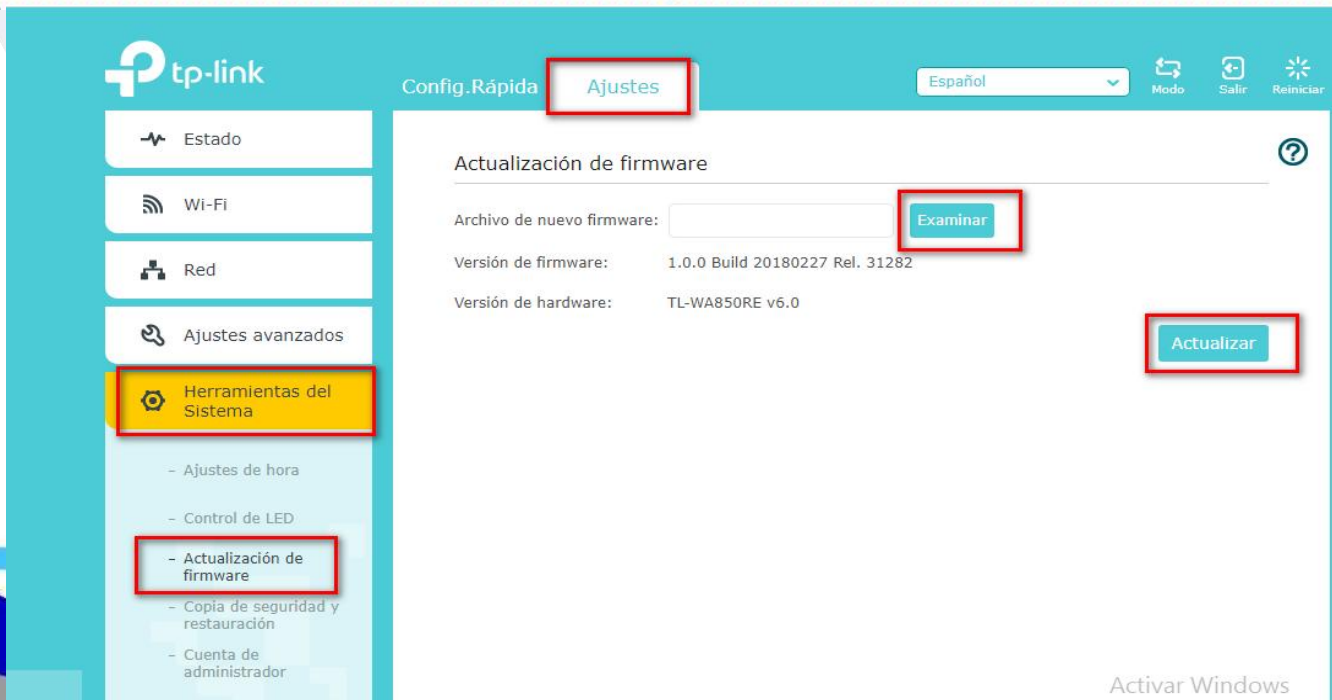 tp-link
Config.Rápida
Ajustes
Español
Modo
Salir
Reiniciar
Estado
Wi-Fi
Red
Ajustes avanzados
Herramientas del
Sistema
- Ajustes de hora
- Control de LED
- Actualización de
firmware
- Copia de seguridad y
restauración
- Cuenta de
administrador
Actualización de firmware
?
Archivo de nuevo firmware:
Examinar
Versión de firmware: 1.0.0 Build 20180227 Rel. 31282
Versión de hardware: TL-WA850RE v6.0
Actualizar
Activar Windows